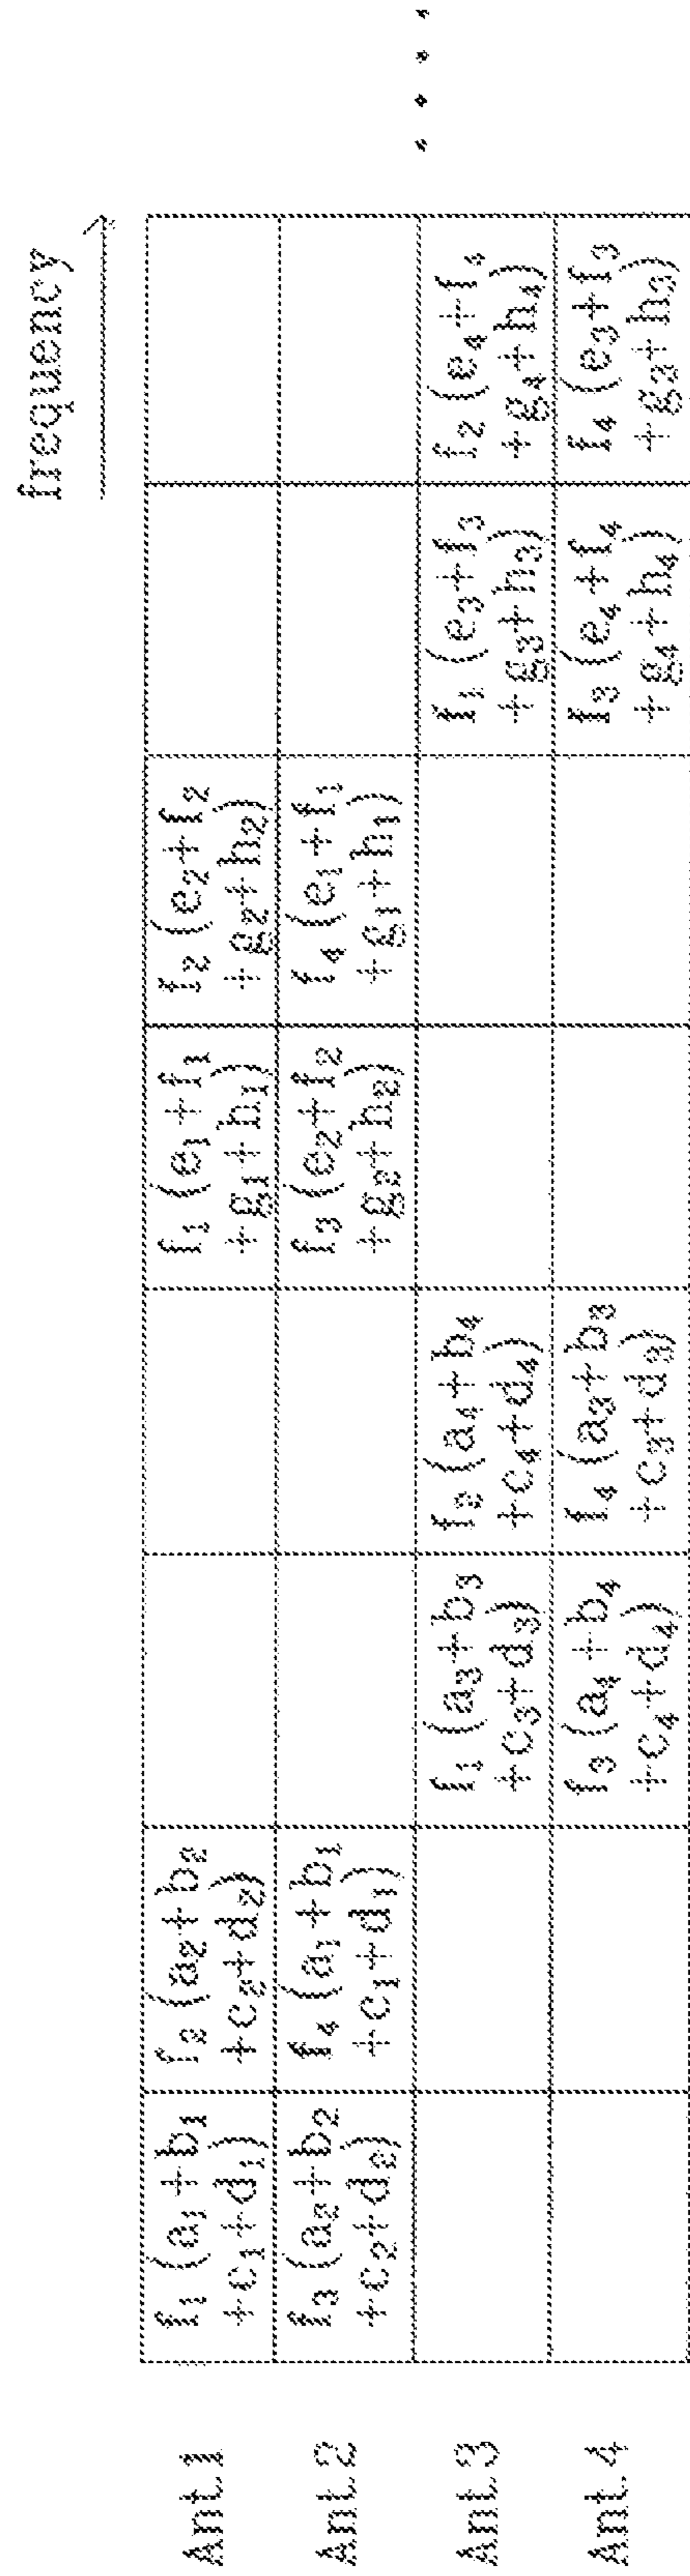 frequency
Ant.1
f₁(a₁+b₁
+c₁+d₁)
f₂(a₂+b₂
+c₂+d₂)
f₁(e₁+f₁
+g₁+h₁)
f₂(e₂+f₂
+g₂+h₂)
Ant.2
f₃(a₂+b₂
+c₂+d₂)
f₄(a₁+b₁
+c₁+d₁)
f₃(e₂+f₂
+g₂+h₂)
f₄(e₁+f₁
+g₁+h₁)
Ant.3
f₁(a₃+b₃
+c₃+d₃)
f₂(a₄+b₄
+c₄+d₄)
f₁(e₃+f₃
+g₃+h₃)
f₂(e₄+f₄
+g₄+h₄)
Ant.4
f₃(a₄+b₄
+c₄+d₄)
f₄(a₃+b₃
+c₃+d₃)
f₃(e₄+f₄
+g₄+h₄)
f₄(e₃+f₃
+g₃+h₃)